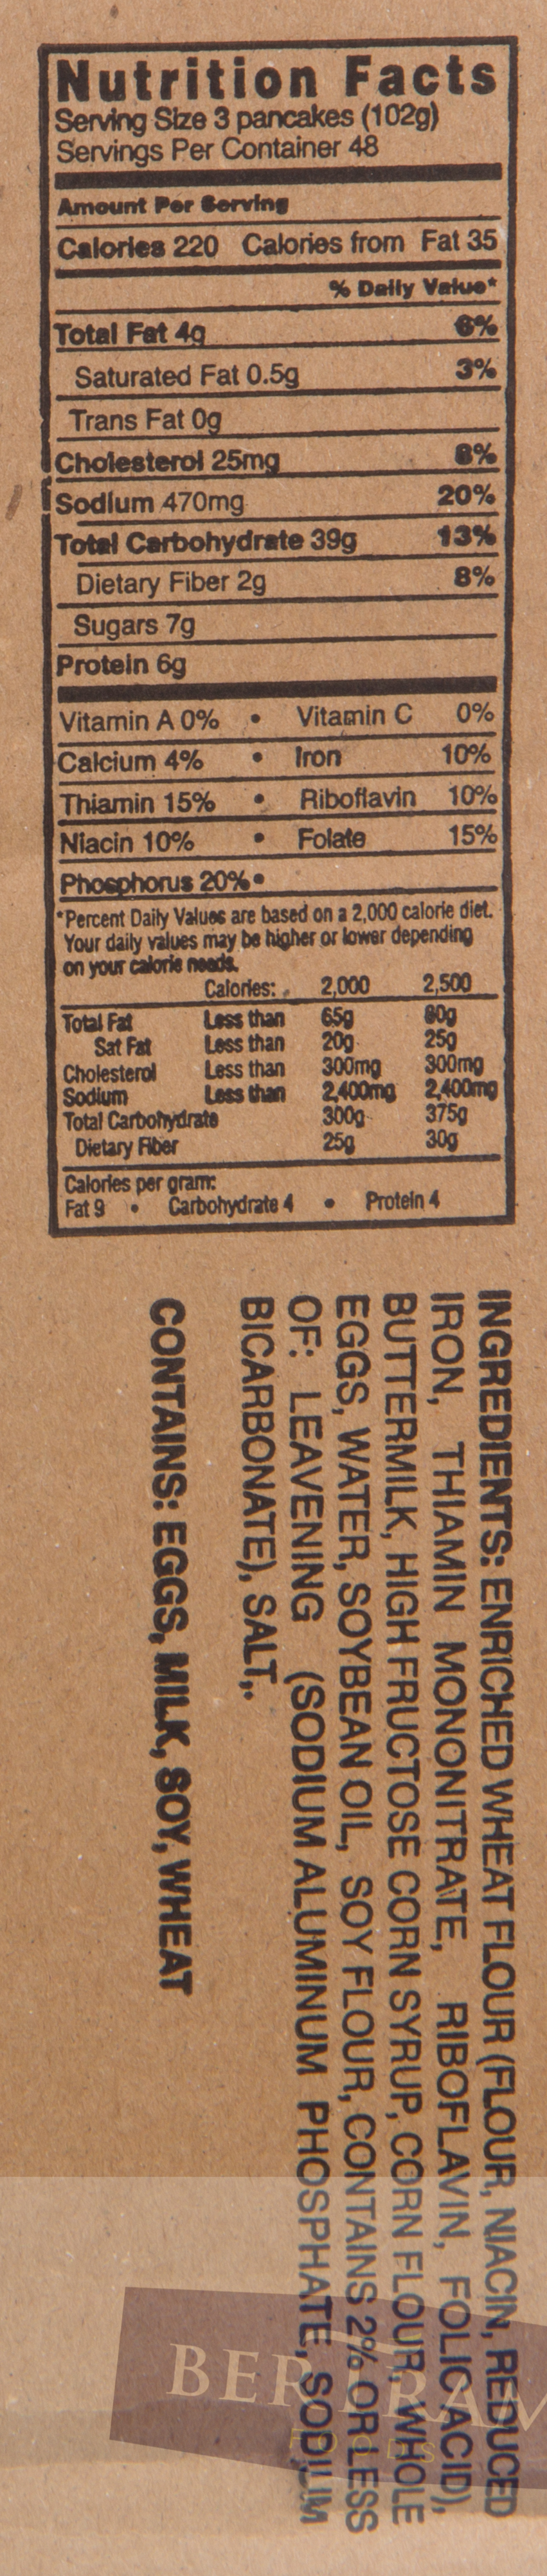 Nutrition Facts
Serving Size 3 pancakes (102g)
Servings Per Container 48
Amount Per Serving
Calories 220 Calories from Fat 35
% Daily Value*
Total Fat 4g 6%
Saturated Fat 0.5g 3%
Trans Fat 0g
Cholesterol 25mg 8%
Sodium 470mg 20%
Total Carbohydrate 39g 13%
Dietary Fiber 2g 8%
Sugars 7g
Protein 6g
Vitamin A 0% • Vitamin C 0%
Calcium 4% • Iron 10%
Thiamin 15% • Riboflavin 10%
Niacin 10% • Folate 15%
Phosphorus 20% •
*Percent Daily Values are based on a 2,000 calorie diet.
Your daily values may be higher or lower depending
on your calorie needs.
Calories: 2,000 2,500
Total Fat Less than 65g 80g
Sat Fat Less than 20g 25g
Cholesterol Less than 300mg 300mg
Sodium Less than 2,400mg 2,400mg
Total Carbohydrate 300g 375g
Dietary Fiber 25g 30g
Calories per gram:
Fat 9 • Carbohydrate 4 • Protein 4
INGREDIENTS: ENRICHED WHEAT FLOUR (FLOUR, NIACIN, REDUCED
IRON, THIAMIN MONONITRATE, RIBOFLAVIN, FOLIC ACID),
BUTTERMILK, HIGH FRUCTOSE CORN SYRUP, CORN FLOUR, WHOLE
EGGS, WATER, SOYBEAN OIL, SOY FLOUR, CONTAINS 2% OR LESS
OF: LEAVENING (SODIUM ALUMINUM PHOSPHATE, SODIUM
BICARBONATE), SALT,.
CONTAINS: EGGS, MILK, SOY, WHEAT
BERTRAM
FOODS